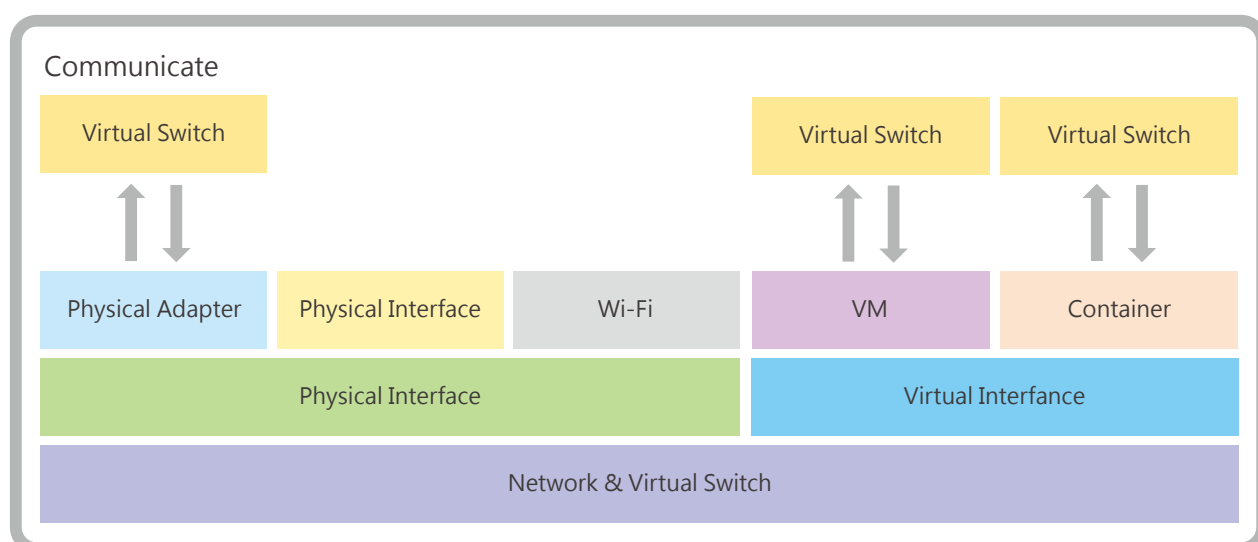 Communicate
Virtual Switch
Virtual Switch
Virtual Switch
Physical Adapter
Physical Interface
Wi-Fi
VM
Container
Physical Interface
Virtual Interfance
Network & Virtual Switch